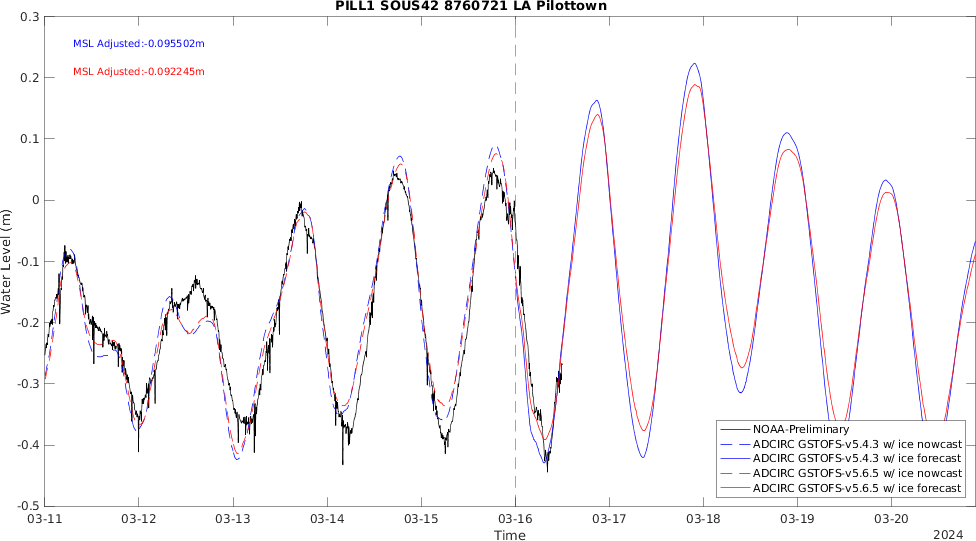 PILL1 SOUS42 8760721 LA Pilottown
MSL Adjusted:-0.095502m
MSL Adjusted:-0.092245m
0.3
0.2
0.1
0
-0.1
-0.2
-0.3
-0.4
-0.5
Water Level (m)
NOAA-Preliminary
ADCIRC GSTOFS-v5.4.3 w/ ice nowcast
ADCIRC GSTOFS-v5.4.3 w/ ice forecast
ADCIRC GSTOFS-v5.6.5 w/ ice nowcast
ADCIRC GSTOFS-v5.6.5 w/ ice forecast
03-11 03-12 03-13 03-14 03-15 03-16 03-17 03-18 03-19 03-20
Time
2024